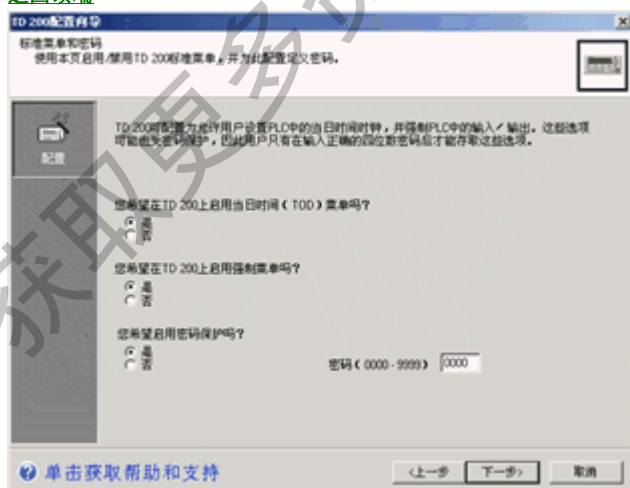 TD 200配置向导
标准菜单和密码
使用本页启用/禁用TD 200标准菜单，并为此配置定义密码。
配置
TD 200可配置为允许用户设置PLC中的当日时间时钟，并强制PLC中的输入／输出。这些选项
可能由密码保护，因此用户只有在输入正确的四位数密码后才能存取这些选项。
您希望在TD 200上启用当日时间（TOD）菜单吗?
是
否
您希望在TD 200上启用强制菜单吗?
是
否
您希望启用密码保护吗?
是
否
密码（0000 - 9999） 0000
单击获取帮助和支持
<上一步 下一步> 取消
获取更多